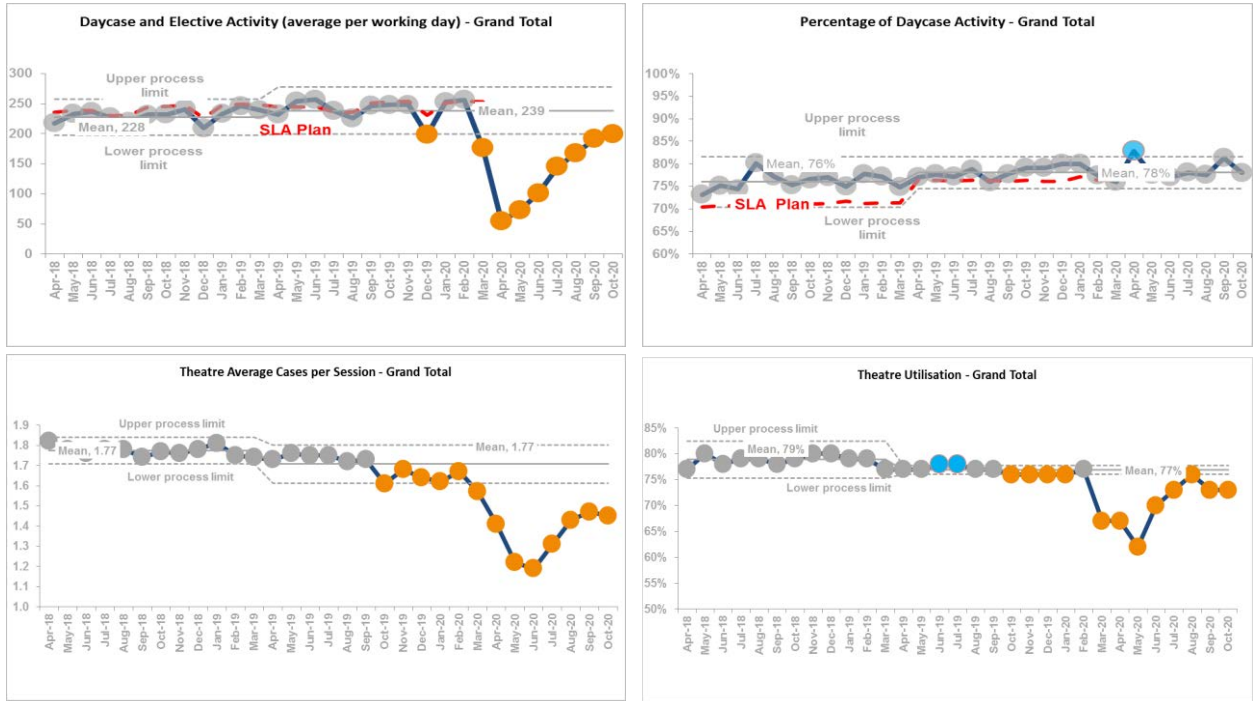 Daycase and Elective Activity (average per working day) - Grand Total
300
250
200
150
100
50
0
Upper process
limit
Mean, 228
Lower process
limit
SLA Plan
Mean, 239
Apr-18
May-18
Jun-18
Jul-18
Aug-18
Sep-18
Oct-18
Nov-18
Dec-18
Jan-19
Feb-19
Mar-19
Apr-19
May-19
Jun-19
Jul-19
Aug-19
Sep-19
Oct-19
Nov-19
Dec-19
Jan-20
Feb-20
Mar-20
Apr-20
May-20
Jun-20
Jul-20
Aug-20
Sep-20
Oct-20
Percentage of Daycase Activity - Grand Total
100%
95%
90%
85%
80%
75%
70%
65%
60%
Upper process
limit
Mean, 76%
Mean, 78%
SLA Plan
Lower process
limit
Apr-18
May-18
Jun-18
Jul-18
Aug-18
Sep-18
Oct-18
Nov-18
Dec-18
Jan-19
Feb-19
Mar-19
Apr-19
May-19
Jun-19
Jul-19
Aug-19
Sep-19
Oct-19
Nov-19
Dec-19
Jan-20
Feb-20
Mar-20
Apr-20
May-20
Jun-20
Jul-20
Aug-20
Sep-20
Oct-20
Theatre Average Cases per Session - Grand Total
1.9
1.8
1.7
1.6
1.5
1.4
1.3
1.2
1.1
1.0
Upper process limit
Mean, 1.77
Lower process limit
Mean, 1.77
Apr-18
May-18
Jun-18
Jul-18
Aug-18
Sep-18
Oct-18
Nov-18
Dec-18
Jan-19
Feb-19
Mar-19
Apr-19
May-19
Jun-19
Jul-19
Aug-19
Sep-19
Oct-19
Nov-19
Dec-19
Jan-20
Feb-20
Mar-20
Apr-20
May-20
Jun-20
Jul-20
Aug-20
Sep-20
Oct-20
Theatre Utilisation - Grand Total
85%
80%
75%
70%
65%
60%
55%
50%
Upper process limit
Mean, 79%
Lower process limit
Mean, 77%
Apr-18
May-18
Jun-18
Jul-18
Aug-18
Sep-18
Oct-18
Nov-18
Dec-18
Jan-19
Feb-19
Mar-19
Apr-19
May-19
Jun-19
Jul-19
Aug-19
Sep-19
Oct-19
Nov-19
Dec-19
Jan-20
Feb-20
Mar-20
Apr-20
May-20
Jun-20
Jul-20
Aug-20
Sep-20
Oct-20